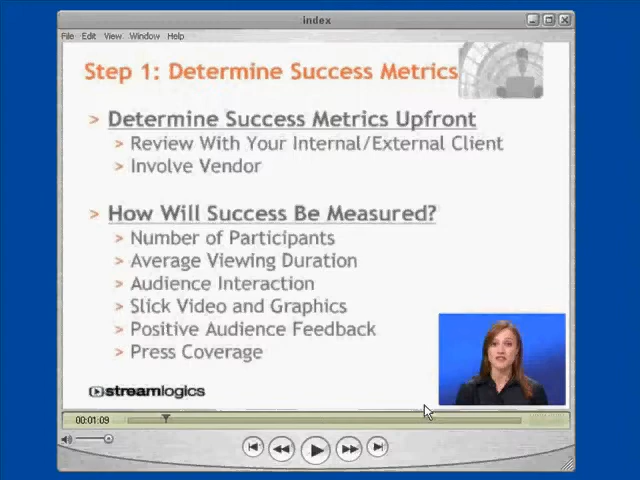 index
File Edit View Window Help
Step 1: Determine Success Metrics
> Determine Success Metrics Upfront
> Review With Your Internal/External Client
> Involve Vendor
> How Will Success Be Measured?
> Number of Participants
> Average Viewing Duration
> Audience Interaction
> Slick Video and Graphics
> Positive Audience Feedback
> Press Coverage
streamlogics
00:01:09